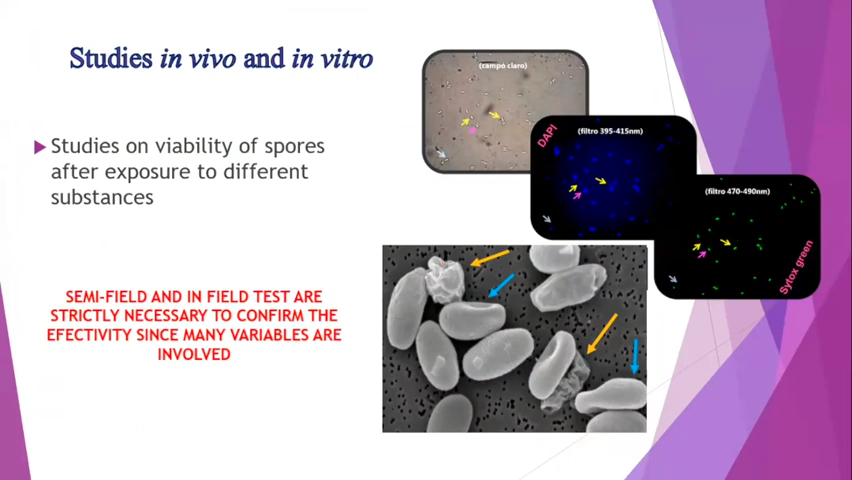 Studies in vivo and in vitro
Studies on viability of spores
after exposure to different
substances
SEMI-FIELD AND IN FIELD TEST ARE
STRICTLY NECESSARY TO CONFIRM THE
EFECTIVITY SINCE MANY VARIABLES ARE
INVOLVED
(campo claro)
DAPI
(filtro 395-415nm)
(filtro 470-490nm)
Sytox green